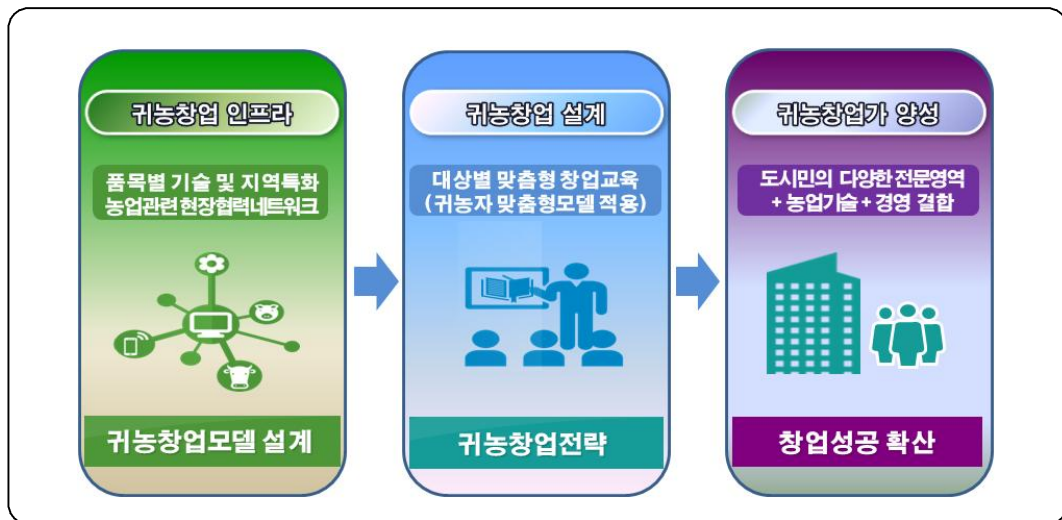 귀농창업 인프라
품목별 기술 및 지역특화
농업관련 현장협력네트워크
귀농창업모델 설계
귀농창업 설계
대상별 맞춤형 창업교육
(귀농자 맞춤형모델 적용)
귀농창업전략
귀농창업가 양성
도시민의 다양한 전문영역
+ 농업기술 + 경영 결합
창업성공 확산